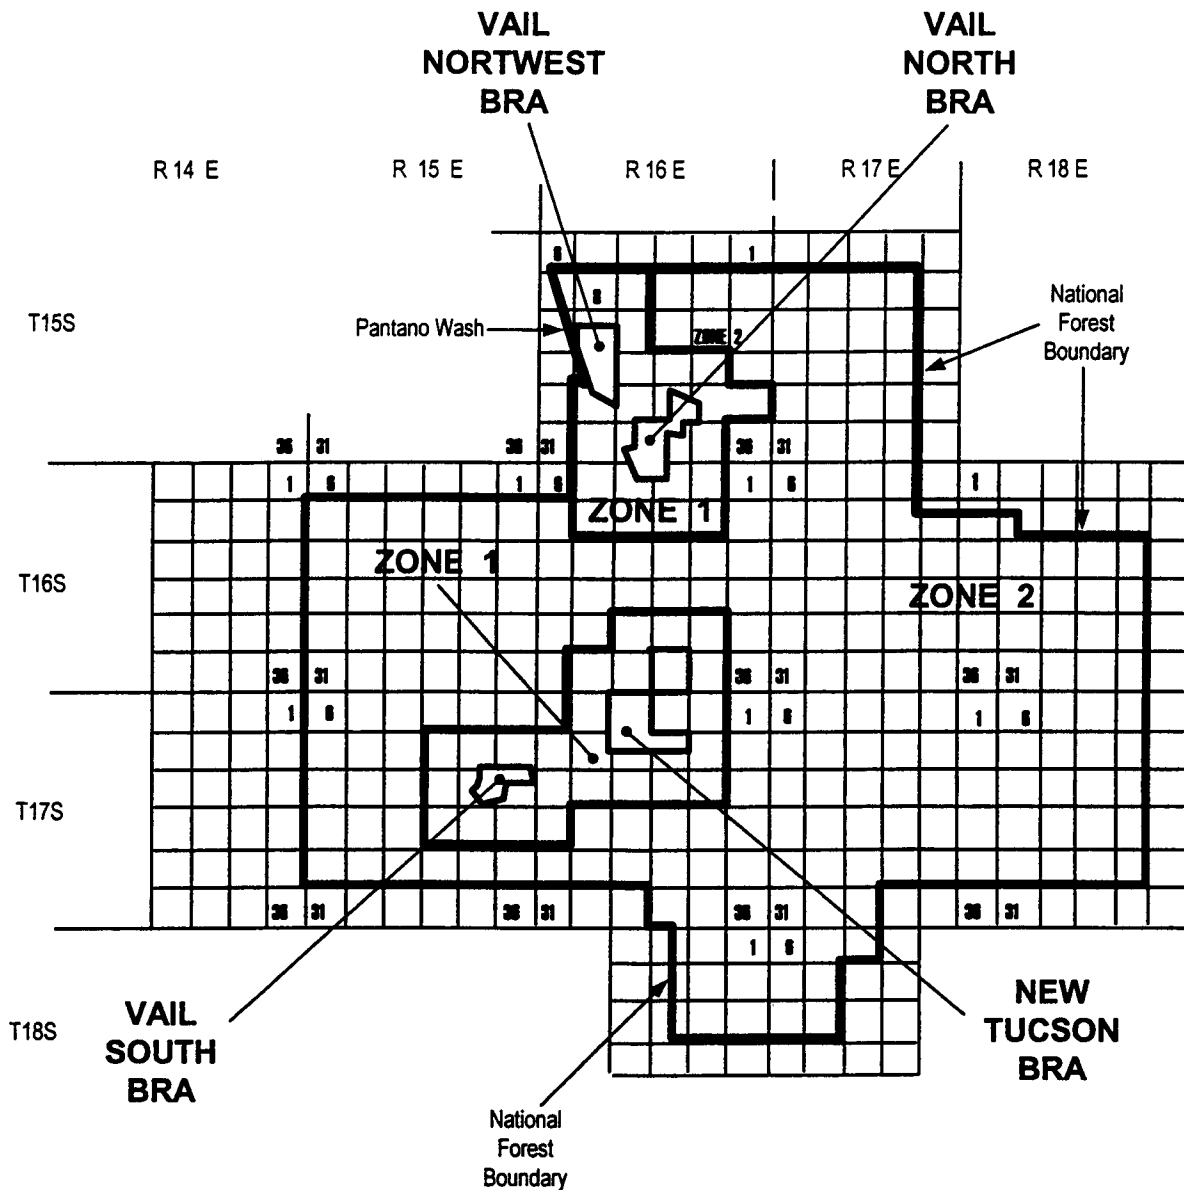 VAIL
NORTWEST
BRA
VAIL
NORTH
BRA
R 14 E
R 15 E
R 16 E
R 17 E
R 18 E
6
1
8
T15S
Pantano Wash
ZONE 2
National
Forest
Boundary
36 31
36 31
36 31
1 6
1 6
1 6
1
ZONE 1
ZONE 1
T16S
ZONE 2
36 31
36 31
36 31
1 6
1 6
1 6
T17S
36 31
36 31
36 31
36 31
1 6
T18S
VAIL
SOUTH
BRA
NEW
TUCSON
BRA
National
Forest
Boundary